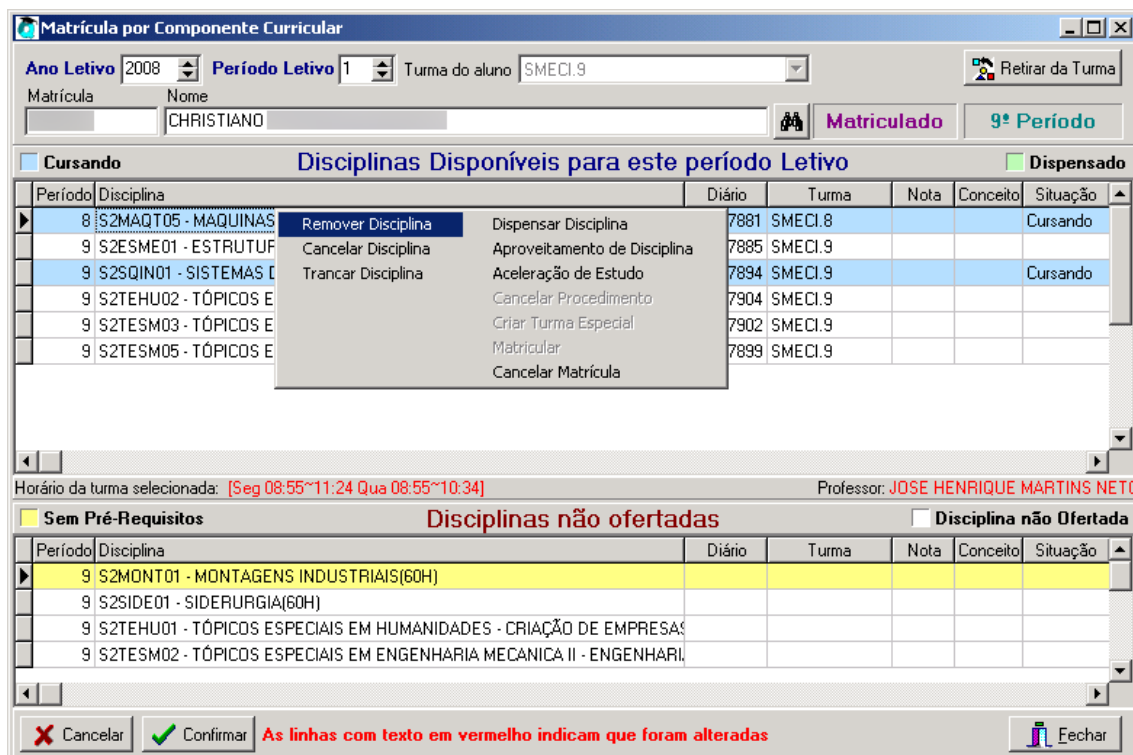 Matrícula por Componente Curricular
Ano Letivo 2008 Período Letivo 1 Turma do aluno SMECI.9 Retirar da Turma
Matrícula Nome
CHRISTIANO Matriculado 9º Período
Cursando Disciplinas Disponíveis para este período Letivo Dispensado
Período Disciplina Diário Turma Nota Conceito Situação
8 S2MAQT05 - MAQUINAS 7881 SMECI.8 Cursando
9 S2ESME01 - ESTRUTUR 7885 SMECI.9
9 S2SQIN01 - SISTEMAS D 7894 SMECI.9 Cursando
9 S2TEHU02 - TÓPICOS E 7904 SMECI.9
9 S2TESM03 - TÓPICOS E 7902 SMECI.9
9 S2TESM05 - TÓPICOS E 7899 SMECI.9
Remover Disciplina Dispensar Disciplina
Cancelar Disciplina Aproveitamento de Disciplina
Trancar Disciplina Aceleração de Estudo
Cancelar Procedimento
Criar Turma Especial
Matricular
Cancelar Matrícula
Horário da turma selecionada: [Seg 08:55~11:24 Qua 08:55~10:34] Professor: JOSE HENRIQUE MARTINS NETO
Sem Pré-Requisitos Disciplinas não ofertadas Disciplina não Ofertada
Período Disciplina Diário Turma Nota Conceito Situação
9 S2MONT01 - MONTAGENS INDUSTRIAIS(60H)
9 S2SIDE01 - SIDERURGIA(60H)
9 S2TEHU01 - TÓPICOS ESPECIAIS EM HUMANIDADES - CRIAÇÃO DE EMPRESAS
9 S2TESM02 - TÓPICOS ESPECIAIS EM ENGENHARIA MECANICA II - ENGENHARI
Cancelar Confirmar As linhas com texto em vermelho indicam que foram alteradas Fechar